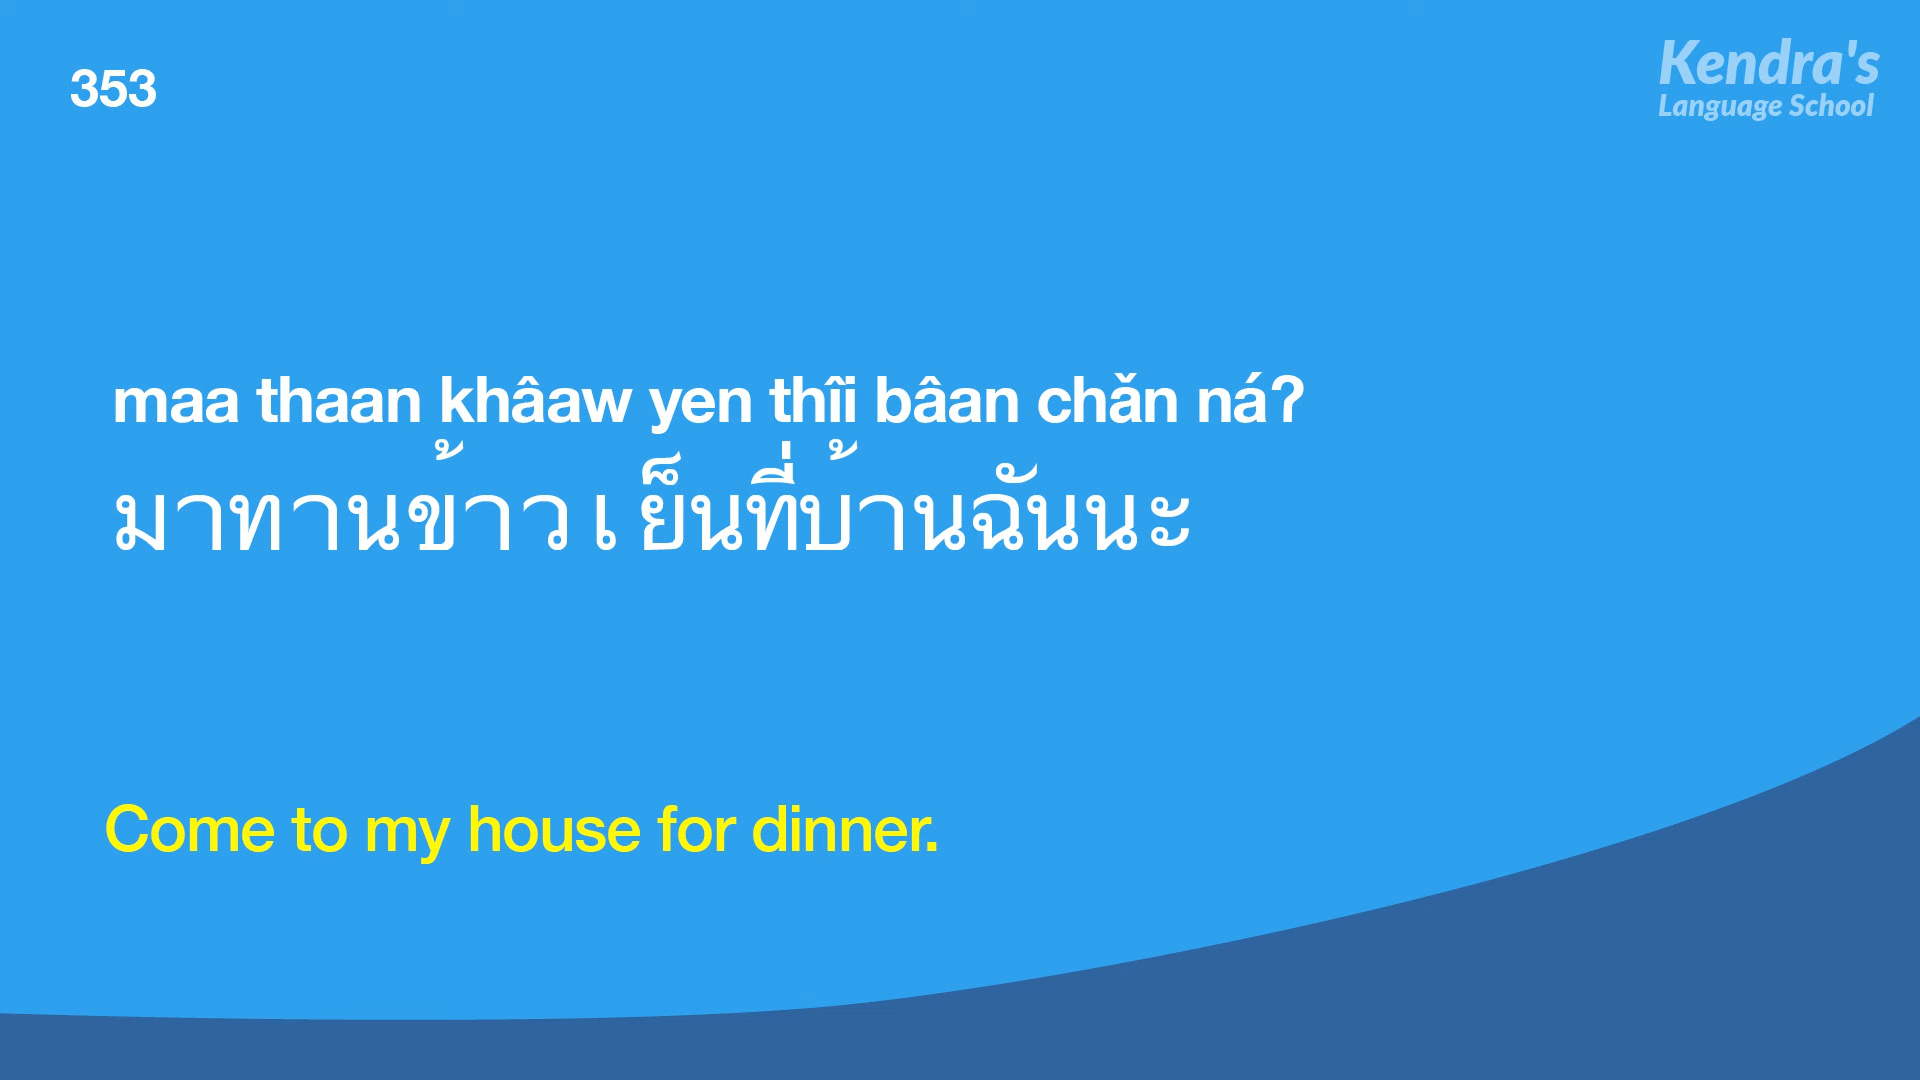 353
Kendra's
Language School
maa thaan khâaw yen thîi bâan chǎn ná?
มาทานข้าวเย็นที่บ้านฉันนะ
Come to my house for dinner.